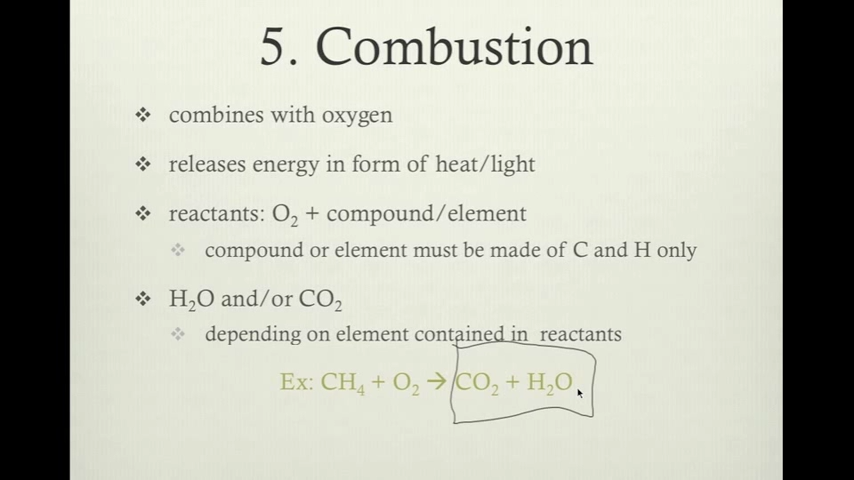 5. Combustion
❖ combines with oxygen
❖ releases energy in form of heat/light
❖ reactants: O₂ + compound/element
❖ compound or element must be made of C and H only
❖ H₂O and/or CO₂
❖ depending on element contained in reactants
Ex: CH₄ + O₂ → CO₂ + H₂O